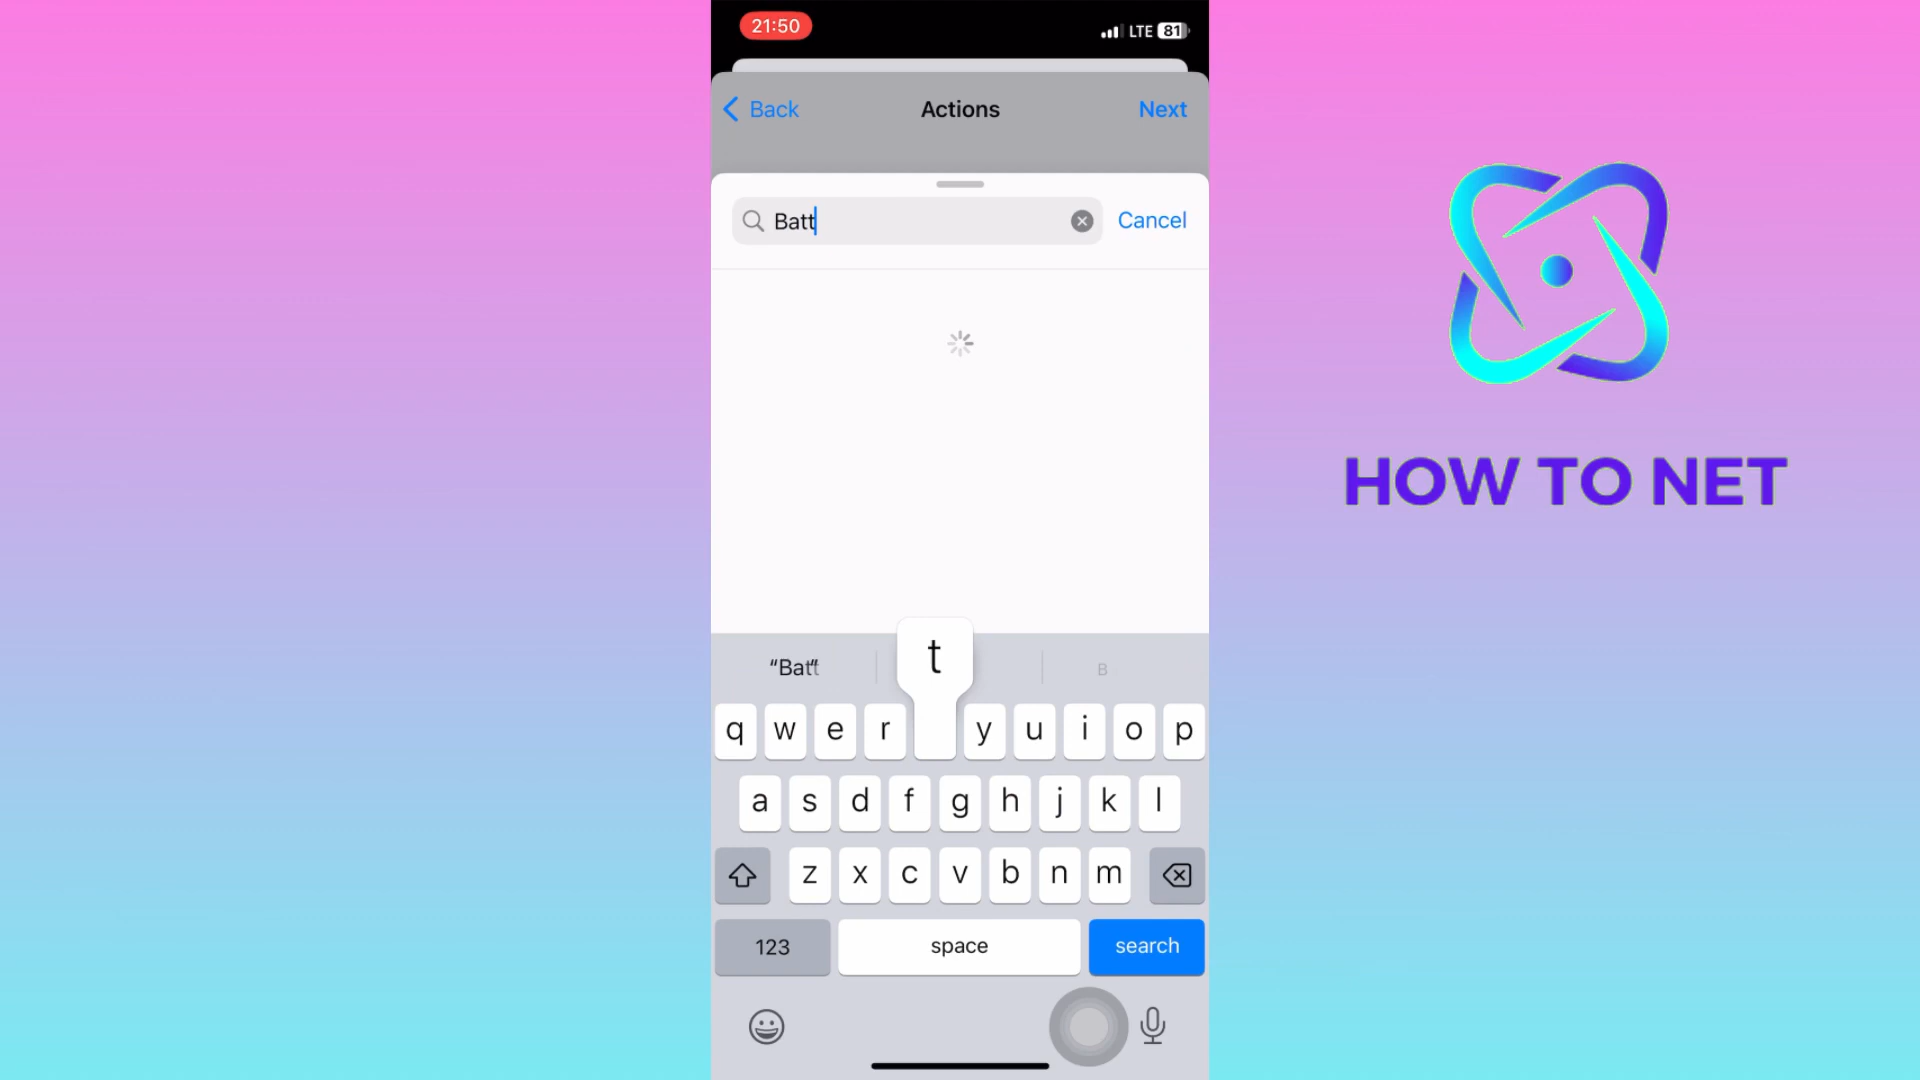 21:50
LTE 81
Back
Actions
Next
Batt
Cancel
"Batt"
t
B
q w e r y u i o p
a s d f g h j k l
z x c v b n m
123
space
search
HOW TO NET